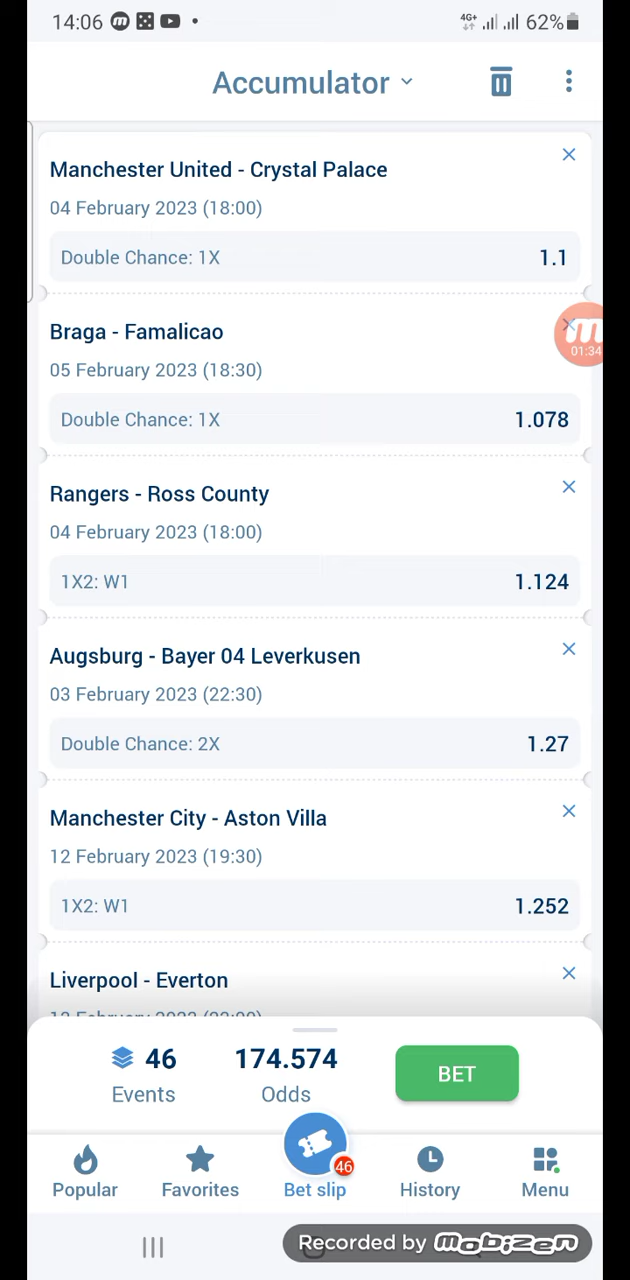 14:06
4G+ 62%
Accumulator
Manchester United - Crystal Palace
04 February 2023 (18:00)
Double Chance: 1X 1.1
Braga - Famalicao
01:34
05 February 2023 (18:30)
Double Chance: 1X 1.078
Rangers - Ross County
04 February 2023 (18:00)
1X2: W1 1.124
Augsburg - Bayer 04 Leverkusen
03 February 2023 (22:30)
Double Chance: 2X 1.27
Manchester City - Aston Villa
12 February 2023 (19:30)
1X2: W1 1.252
Liverpool - Everton
46 174.574 BET
Events Odds
46
Popular Favorites Bet slip History Menu
Recorded by mobizen